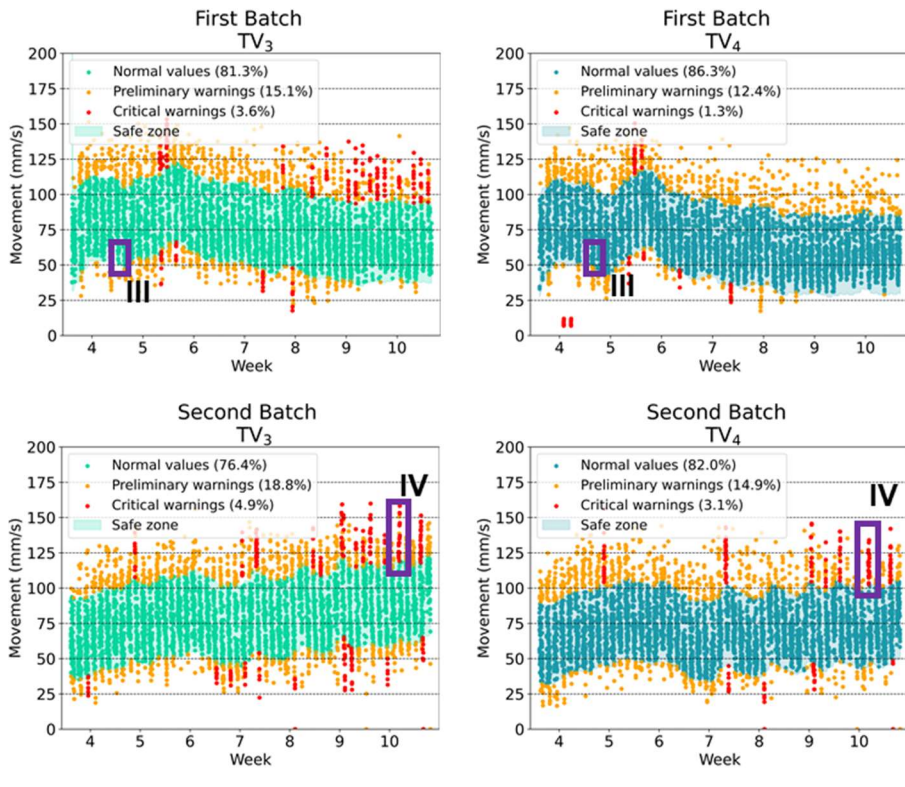 First Batch
TV₃
200
175
150
125
100
75
50
25
0
Movement (mm/s)
Normal values (81.3%)
Preliminary warnings (15.1%)
Critical warnings (3.6%)
Safe zone
III
4 5 6 7 8 9 10
Week
First Batch
TV₄
200
175
150
125
100
75
50
25
0
Movement (mm/s)
Normal values (86.3%)
Preliminary warnings (12.4%)
Critical warnings (1.3%)
Safe zone
III
4 5 6 7 8 9 10
Week
Second Batch
TV₃
200
175
150
125
100
75
50
25
0
Movement (mm/s)
Normal values (76.4%)
Preliminary warnings (18.8%)
Critical warnings (4.9%)
Safe zone
IV
4 5 6 7 8 9 10
Week
Second Batch
TV₄
200
175
150
125
100
75
50
25
0
Movement (mm/s)
Normal values (82.0%)
Preliminary warnings (14.9%)
Critical warnings (3.1%)
Safe zone
IV
4 5 6 7 8 9 10
Week